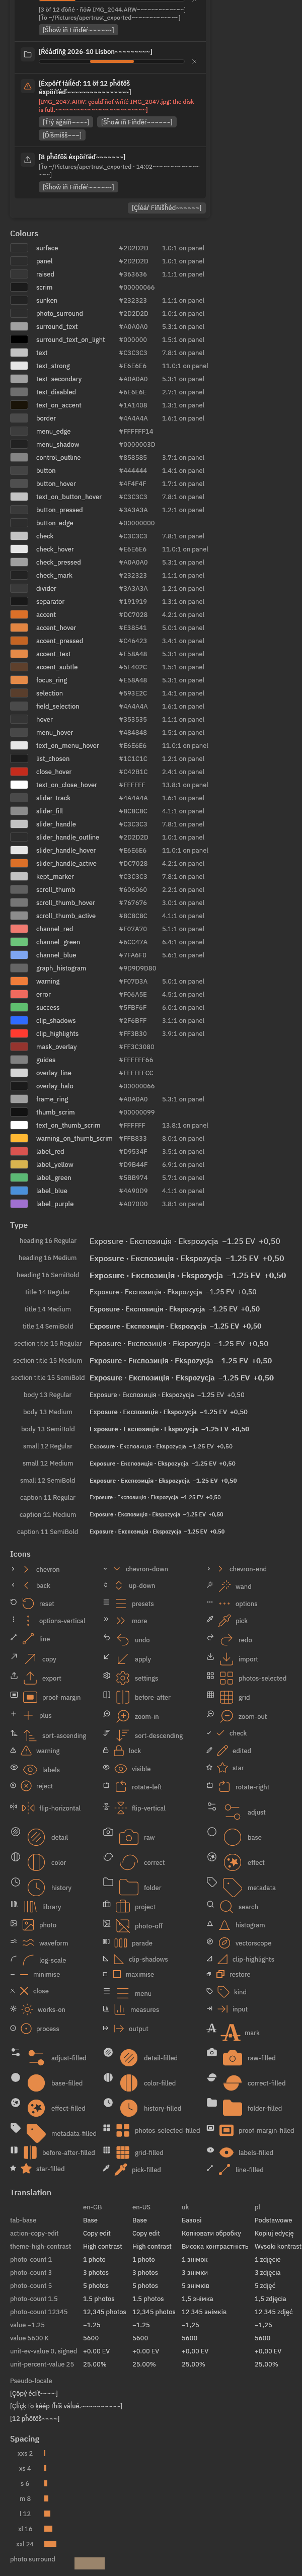 [3 öf 12 döñé · ñöŵ IMG_2044.ARW~~~~~~~~~~~~~]
[Tö ~/Pictures/apertrust_exported~~~~~~~~~~~~~]
[Šĥöŵ îñ Fîñðéŕ~~~~~~]
[Ŕéåðîñĝ 2026-10 Lisbon~~~~~~~~~]
[Éxpöŕŧ fåîļéð: 11 öf 12 pĥöŧöš
éxpöŕŧéð~~~~~~~~~~~~~~~~]
is full.~~~~~~~~~~~~~~~~~~~~~~~~~]
[Ŧŕý åĝåîñ~~~~]
[Šĥöŵ îñ Fîñðéŕ~~~~~~]
[Ðîšmîšš~~~]
[8 pĥöŧöš éxpöŕŧéð~~~~~~~]
[Tö ~/Pictures/apertrust_exported · 14:02~~~~~~~~~~~~~~~
~~~]
[Šĥöŵ îñ Fîñðéŕ~~~~~~]
[Çļéåŕ Fîñîšĥéð~~~~~~]
Colours
surface #2D2D2D 1.0:1 on panel
panel #2D2D2D 1.0:1 on panel
raised #363636 1.1:1 on panel
scrim #00000066
sunken #232323 1.1:1 on panel
photo_surround #2D2D2D 1.0:1 on panel
surround_text #A0A0A0 5.3:1 on panel
surround_text_on_light #000000 1.5:1 on panel
text #C3C3C3 7.8:1 on panel
text_strong #E6E6E6 11.0:1 on panel
text_secondary #A0A0A0 5.3:1 on panel
text_disabled #6E6E6E 2.7:1 on panel
text_on_accent #1A1408 1.3:1 on panel
border #4A4A4A 1.6:1 on panel
menu_edge #FFFFFF14
menu_shadow #0000003D
control_outline #858585 3.7:1 on panel
button #444444 1.4:1 on panel
button_hover #4F4F4F 1.7:1 on panel
text_on_button_hover #C3C3C3 7.8:1 on panel
button_pressed #3A3A3A 1.2:1 on panel
button_edge #00000000
check #C3C3C3 7.8:1 on panel
check_hover #E6E6E6 11.0:1 on panel
check_pressed #A0A0A0 5.3:1 on panel
check_mark #232323 1.1:1 on panel
divider #3A3A3A 1.2:1 on panel
separator #191919 1.3:1 on panel
accent #DC7028 4.2:1 on panel
accent_hover #E38541 5.0:1 on panel
accent_pressed #C46423 3.4:1 on panel
accent_text #E58A48 5.3:1 on panel
accent_subtle #5E402C 1.5:1 on panel
focus_ring #E58A48 5.3:1 on panel
selection #593E2C 1.4:1 on panel
field_selection #4A4A4A 1.6:1 on panel
hover #353535 1.1:1 on panel
menu_hover #484848 1.5:1 on panel
text_on_menu_hover #E6E6E6 11.0:1 on panel
list_chosen #1C1C1C 1.2:1 on panel
close_hover #C42B1C 2.4:1 on panel
text_on_close_hover #FFFFFF 13.8:1 on panel
slider_track #4A4A4A 1.6:1 on panel
slider_fill #8C8C8C 4.1:1 on panel
slider_handle #C3C3C3 7.8:1 on panel
slider_handle_outline #2D2D2D 1.0:1 on panel
slider_handle_hover #E6E6E6 11.0:1 on panel
slider_handle_active #DC7028 4.2:1 on panel
kept_marker #C3C3C3 7.8:1 on panel
scroll_thumb #606060 2.2:1 on panel
scroll_thumb_hover #767676 3.0:1 on panel
scroll_thumb_active #8C8C8C 4.1:1 on panel
channel_red #F07A70 5.1:1 on panel
channel_green #6CC47A 6.4:1 on panel
channel_blue #7FA6F0 5.6:1 on panel
graph_histogram #9D9D9D80
warning #F07D3A 5.0:1 on panel
error #F06A5E 4.5:1 on panel
success #5FBF6F 6.0:1 on panel
clip_shadows #2F6BFF 3.1:1 on panel
clip_highlights #FF3B30 3.9:1 on panel
mask_overlay #FF3C3080
guides #FFFFFF66
overlay_line #FFFFFFCC
overlay_halo #00000066
frame_ring #A0A0A0 5.3:1 on panel
thumb_scrim #00000099
text_on_thumb_scrim #FFFFFF 13.8:1 on panel
warning_on_thumb_scrim #FFB833 8.0:1 on panel
label_red #D9534F 3.5:1 on panel
label_yellow #D9B44F 6.9:1 on panel
label_green #5BB974 5.7:1 on panel
label_blue #4A90D9 4.1:1 on panel
label_purple #A070D0 3.8:1 on panel
Type
heading 16 Regular Exposure · Експозиція · Ekspozycja −1.25 EV +0,50
heading 16 Medium Exposure · Експозиція · Ekspozycja −1.25 EV +0,50
heading 16 SemiBold Exposure · Експозиція · Ekspozycja −1.25 EV +0,50
title 14 Regular Exposure · Експозиція · Ekspozycja −1.25 EV +0,50
title 14 Medium Exposure · Експозиція · Ekspozycja −1.25 EV +0,50
title 14 SemiBold Exposure · Експозиція · Ekspozycja −1.25 EV +0,50
section title 15 Regular Exposure · Експозиція · Ekspozycja −1.25 EV +0,50
section title 15 Medium Exposure · Експозиція · Ekspozycja −1.25 EV +0,50
section title 15 SemiBold Exposure · Експозиція · Ekspozycja −1.25 EV +0,50
body 13 Regular Exposure · Експозиція · Ekspozycja −1.25 EV +0,50
body 13 Medium Exposure · Експозиція · Ekspozycja −1.25 EV +0,50
body 13 SemiBold Exposure · Експозиція · Ekspozycja −1.25 EV +0,50
small 12 Regular Exposure · Експозиція · Ekspozycja −1.25 EV +0,50
small 12 Medium Exposure · Експозиція · Ekspozycja −1.25 EV +0,50
small 12 SemiBold Exposure · Експозиція · Ekspozycja −1.25 EV +0,50
caption 11 Regular Exposure · Експозиція · Ekspozycja −1.25 EV +0,50
caption 11 Medium Exposure · Експозиція · Ekspozycja −1.25 EV +0,50
caption 11 SemiBold Exposure · Експозиція · Ekspozycja −1.25 EV +0,50
Icons
chevron chevron-down chevron-end
back up-down wand
reset presets options
options-vertical more pick
line undo redo
copy apply import
export settings photos-selected
proof-margin before-after grid
plus zoom-in zoom-out
sort-ascending sort-descending check
warning lock edited
labels visible star
reject rotate-left rotate-right
flip-horizontal flip-vertical adjust
detail raw base
color correct effect
history folder metadata
library project search
photo photo-off histogram
waveform parade vectorscope
log-scale clip-shadows clip-highlights
minimise maximise restore
close menu kind
works-on measures input
process output mark
adjust-filled detail-filled raw-filled
base-filled color-filled correct-filled
effect-filled history-filled folder-filled
metadata-filled photos-selected-filled proof-margin-filled
before-after-filled grid-filled labels-filled
star-filled pick-filled line-filled
Translation
en-GB en-US uk pl
tab-base Base Base Базові Podstawowe
action-copy-edit Copy edit Copy edit Копіювати обробку Kopiuj edycję
theme-high-contrast High contrast High contrast Висока контрастність Wysoki kontrast
photo-count 1 1 photo 1 photo 1 знімок 1 zdjęcie
photo-count 3 3 photos 3 photos 3 знімки 3 zdjęcia
photo-count 5 5 photos 5 photos 5 знімків 5 zdjęć
photo-count 1.5 1.5 photos 1.5 photos 1,5 знімка 1,5 zdjęcia
photo-count 12345 12,345 photos 12,345 photos 12 345 знімків 12 345 zdjęć
value −1.25 −1.25 −1.25 −1,25 −1,25
value 5600 K 5600 5600 5600 5600
unit-ev-value 0, signed +0.00 EV +0.00 EV +0,00 EV +0,00 EV
unit-percent-value 25 25.00% 25.00% 25,00% 25,00%
Pseudo-locale
[Çöpý éðîŧ~~~~]
[Çļîçķ ŧö ķéép ŧĥîš våļûé.~~~~~~~~~~]
[12 pĥöŧöš~~~~]
Spacing
xxs 2
xs 4
s 6
m 8
l 12
xl 16
xxl 24
photo surround